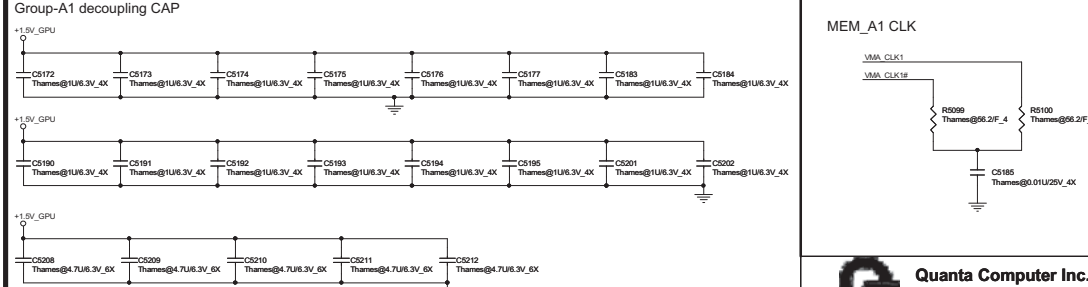 Group-A1 decoupling CAP
+1.5V_GPU
C5172
Thames@1U/6.3V_4X
C5173
Thames@1U/6.3V_4X
C5174
Thames@1U/6.3V_4X
C5175
Thames@1U/6.3V_4X
C5176
Thames@1U/6.3V_4X
C5177
Thames@1U/6.3V_4X
C5183
Thames@1U/6.3V_4X
C5184
Thames@1U/6.3V_4X
+1.5V_GPU
C5190
Thames@1U/6.3V_4X
C5191
Thames@1U/6.3V_4X
C5192
Thames@1U/6.3V_4X
C5193
Thames@1U/6.3V_4X
C5194
Thames@1U/6.3V_4X
C5195
Thames@1U/6.3V_4X
C5201
Thames@1U/6.3V_4X
C5202
Thames@1U/6.3V_4X
+1.5V_GPU
C5208
Thames@4.7U/6.3V_6X
C5209
Thames@4.7U/6.3V_6X
C5210
Thames@4.7U/6.3V_6X
C5211
Thames@4.7U/6.3V_6X
C5212
Thames@4.7U/6.3V_6X
MEM_A1 CLK
VMA_CLK1
VMA_CLK1#
R5099
Thames@56.2/F_4
R5100
Thames@56.2/F_
C5185
Thames@0.01U/25V_4X
Quanta Computer Inc.